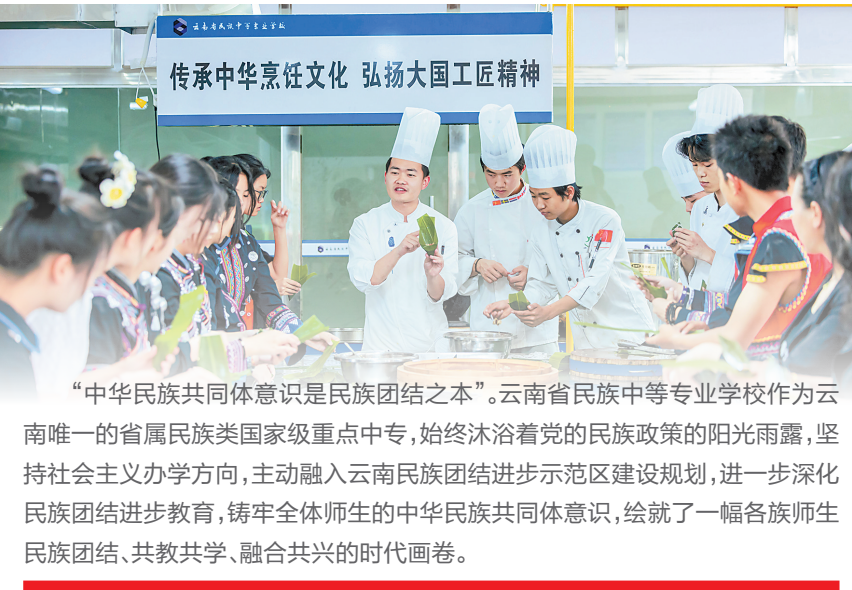 云南省民族中等专业学校
传承中华烹饪文化 弘扬大国工匠精神
“中华民族共同体意识是民族团结之本”。云南省民族中等专业学校作为云
南唯一的省属民族类国家级重点中专,始终沐浴着党的民族政策的阳光雨露,坚
持社会主义办学方向,主动融入云南民族团结进步示范区建设规划,进一步深化
民族团结进步教育,铸牢全体师生的中华民族共同体意识,绘就了一幅各族师生
民族团结、共教共学、融合共兴的时代画卷。